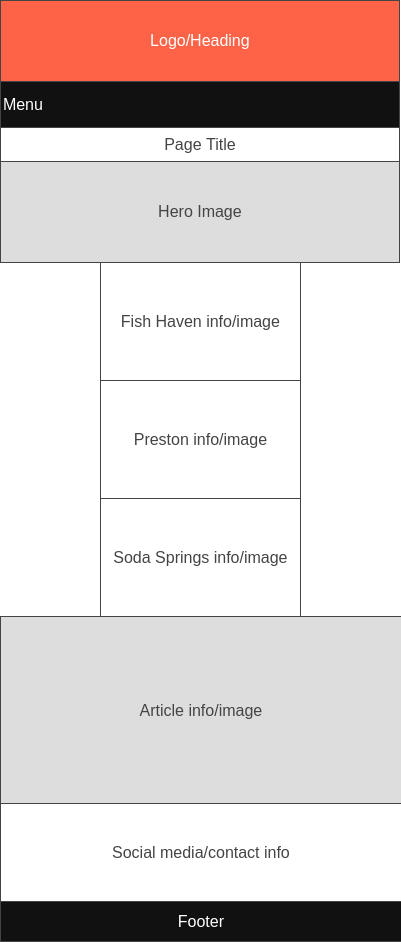 Logo/Heading
Menu
Page Title
Hero Image
Fish Haven info/image
Preston info/image
Soda Springs info/image
Article info/image
Social media/contact info
Footer